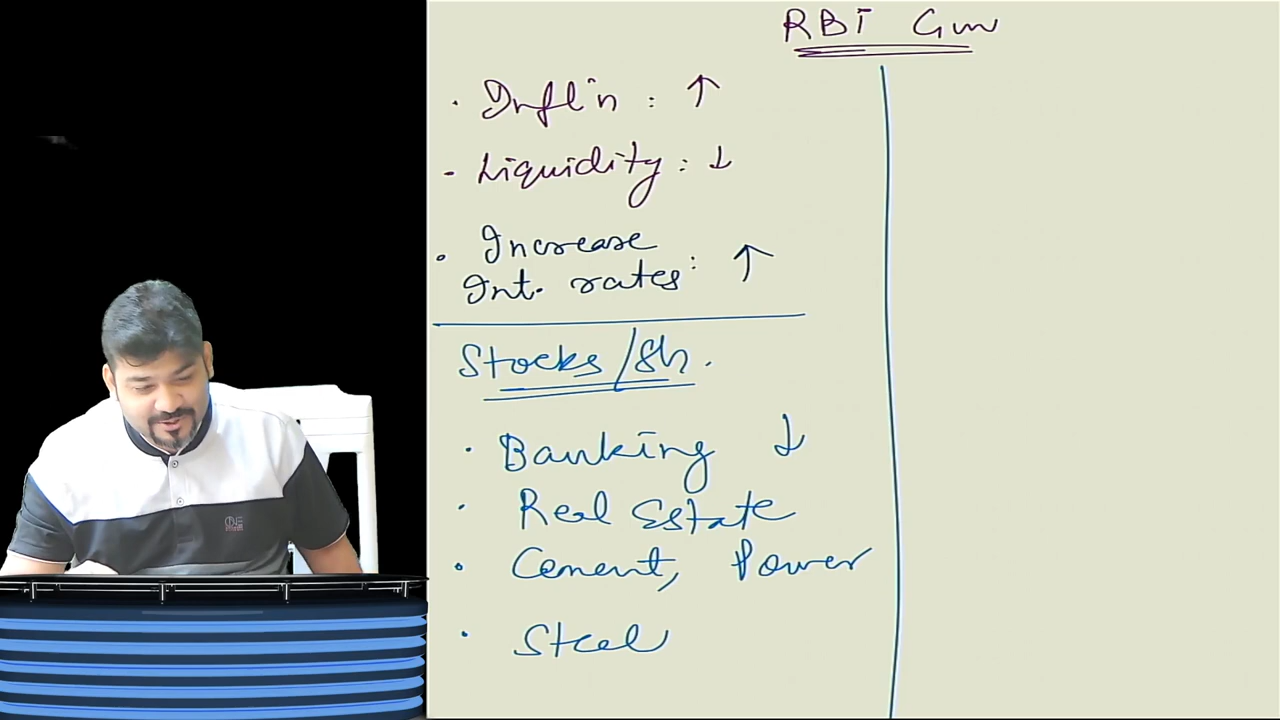 RBI Gov
. Infl'n : ↑
- Liquidity : ↓
. Increase
Int. rates : ↑
Stocks/Sh.
. Banking ↓
. Real Estate
. Cement, Power
. Steel